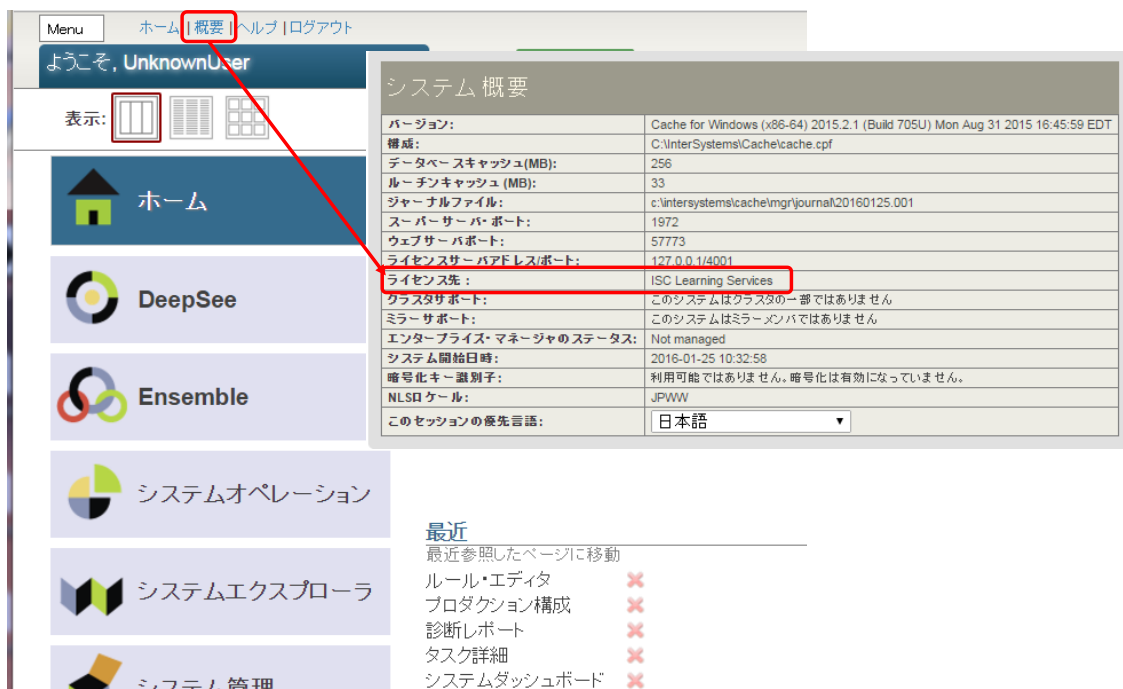 Menu ホーム | 概要 | ヘルプ | ログアウト
ようこそ, UnknownUser
表示:
ホーム
DeepSee
Ensemble
システムオペレーション
システムエクスプローラ
システム管理
システム概要
バージョン: Cache for Windows (x86-64) 2015.2.1 (Build 705U) Mon Aug 31 2015 16:45:59 EDT
構成: C:\InterSystems\Cache\cache.cpf
データベースキャッシュ(MB): 256
ルーチンキャッシュ (MB): 33
ジャーナルファイル: c:\intersystems\cache\mgr\journal\20160125.001
スーパーサーバ・ポート: 1972
ウェブサーバポート: 57773
ライセンスサーバアドレス/ポート: 127.0.0.1/4001
ライセンス先: ISC Learning Services
クラスタサポート: このシステムはクラスタの一部ではありません
ミラーサポート: このシステムはミラーメンバではありません
エンタープライズ・マネージャのステータス: Not managed
システム開始日時: 2016-01-25 10:32:58
暗号化キー識別子: 利用可能ではありません。暗号化は有効になっていません。
NLSロケール: JPWW
このセッションの優先言語: 日本語
最近
最近参照したページに移動
ルール・エディタ
プロダクション構成
診断レポート
タスク詳細
システムダッシュボード